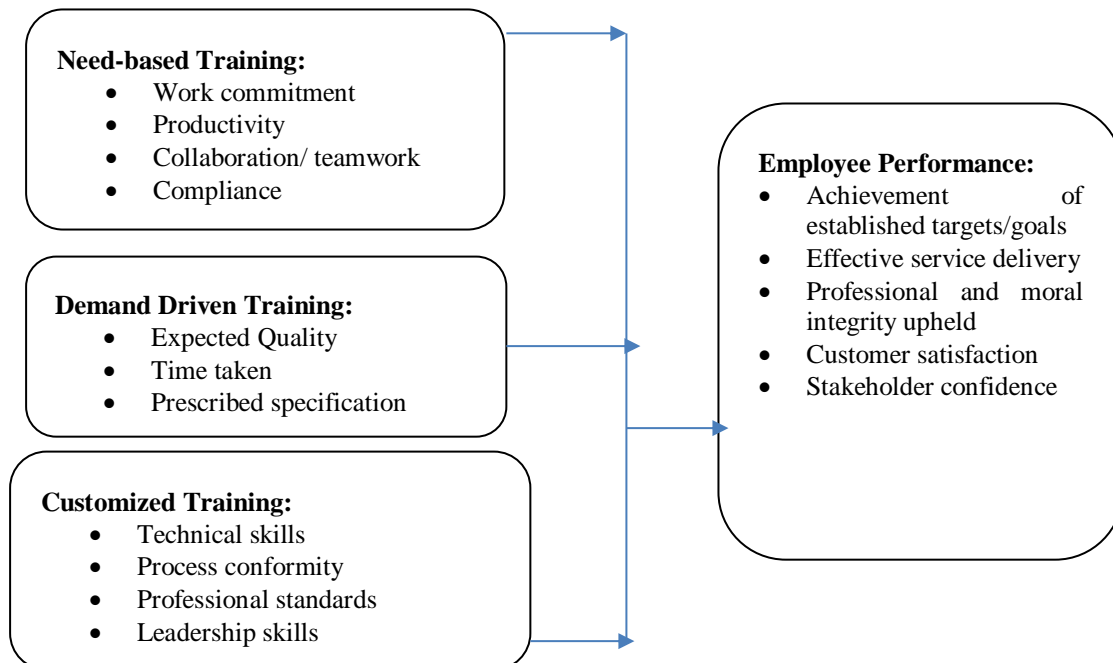 Need-based Training:
• Work commitment
• Productivity
• Collaboration/ teamwork
• Compliance
Demand Driven Training:
• Expected Quality
• Time taken
• Prescribed specification
Customized Training:
• Technical skills
• Process conformity
• Professional standards
• Leadership skills
Employee Performance:
• Achievement of
established targets/goals
• Effective service delivery
• Professional and moral
integrity upheld
• Customer satisfaction
• Stakeholder confidence